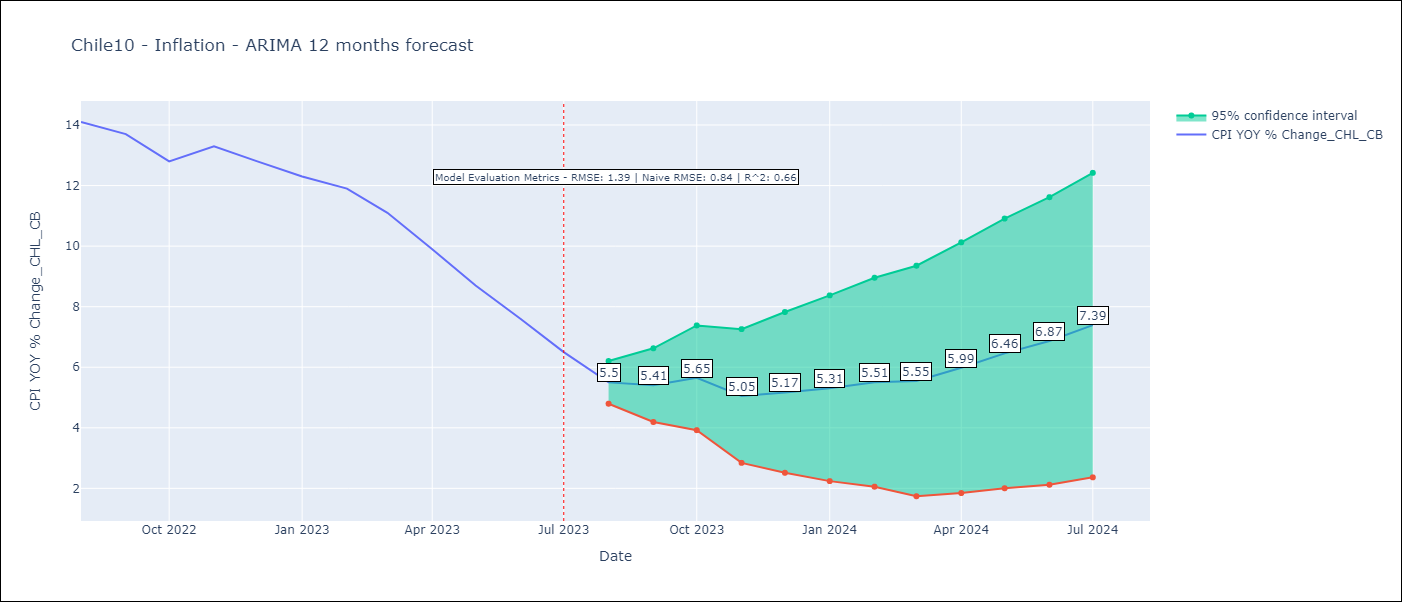 Chile10 - Inflation - ARIMA 12 months forecast
95% confidence interval
CPI YOY % Change_CHL_CB
Model Evaluation Metrics - RMSE: 1.39 | Naive RMSE: 0.84 | R^2: 0.66
CPI YOY % Change_CHL_CB
14
12
10
8
6
4
2
5.5
5.41
5.65
5.05
5.17
5.31
5.51
5.55
5.99
6.46
6.87
7.39
Oct 2022
Jan 2023
Apr 2023
Jul 2023
Oct 2023
Jan 2024
Apr 2024
Jul 2024
Date